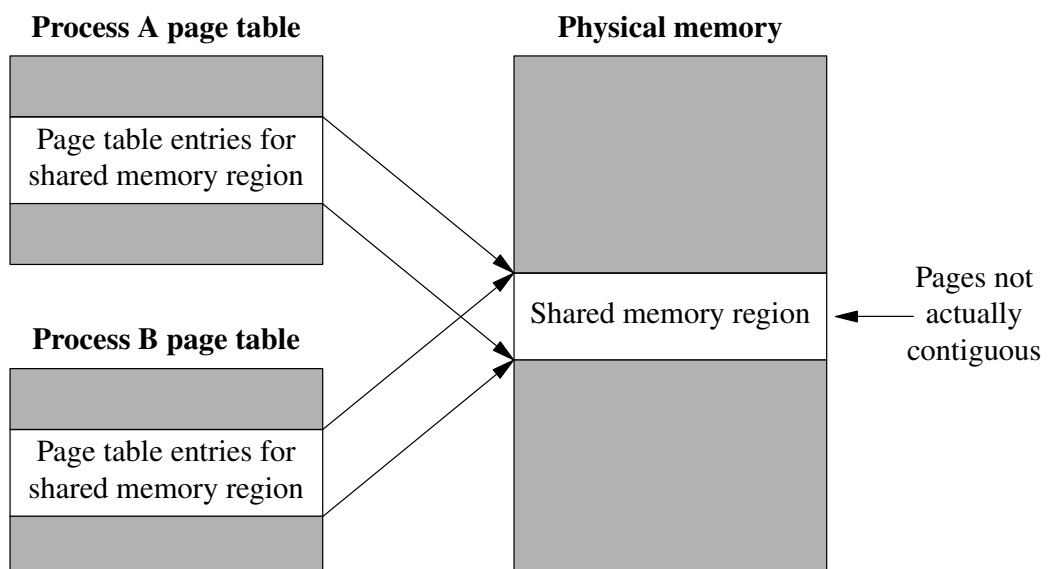 Process A page table
Page table entries for
shared memory region
Process B page table
Page table entries for
shared memory region
Physical memory
Shared memory region
Pages not
actually
contiguous